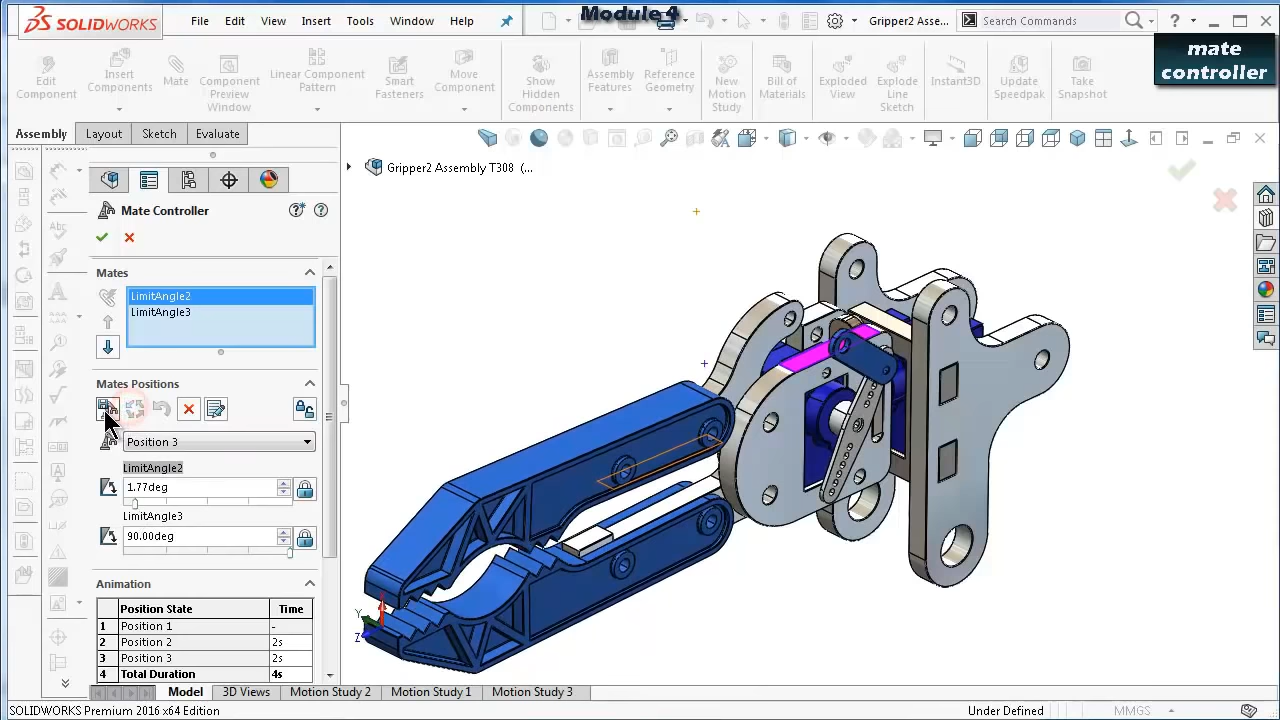 Module 4
SOLIDWORKS
File Edit View Insert Tools Window Help
Gripper2 Asse...
Search Commands
mate
controller
Edit
Component
Insert
Components
Mate
Component
Preview
Window
Linear Component
Pattern
Smart
Fasteners
Move
Component
Show
Hidden
Components
Assembly
Features
Reference
Geometry
New
Motion
Study
Bill of
Materials
Exploded
View
Explode
Line
Sketch
Instant3D
Update
Speedpak
Take
Snapshot
Assembly Layout Sketch Evaluate
Gripper2 Assembly T308 (...
Mate Controller
Mates
LimitAngle2
LimitAngle3
Mates Positions
Position 3
LimitAngle2
1.77deg
LimitAngle3
90.00deg
Animation
Position State Time
1 Position 1 -
2 Position 2 2s
3 Position 3 2s
4 Total Duration 4s
Y
Z
Model 3D Views Motion Study 2 Motion Study 1 Motion Study 3
SOLIDWORKS Premium 2016 x64 Edition
Under Defined
MMGS